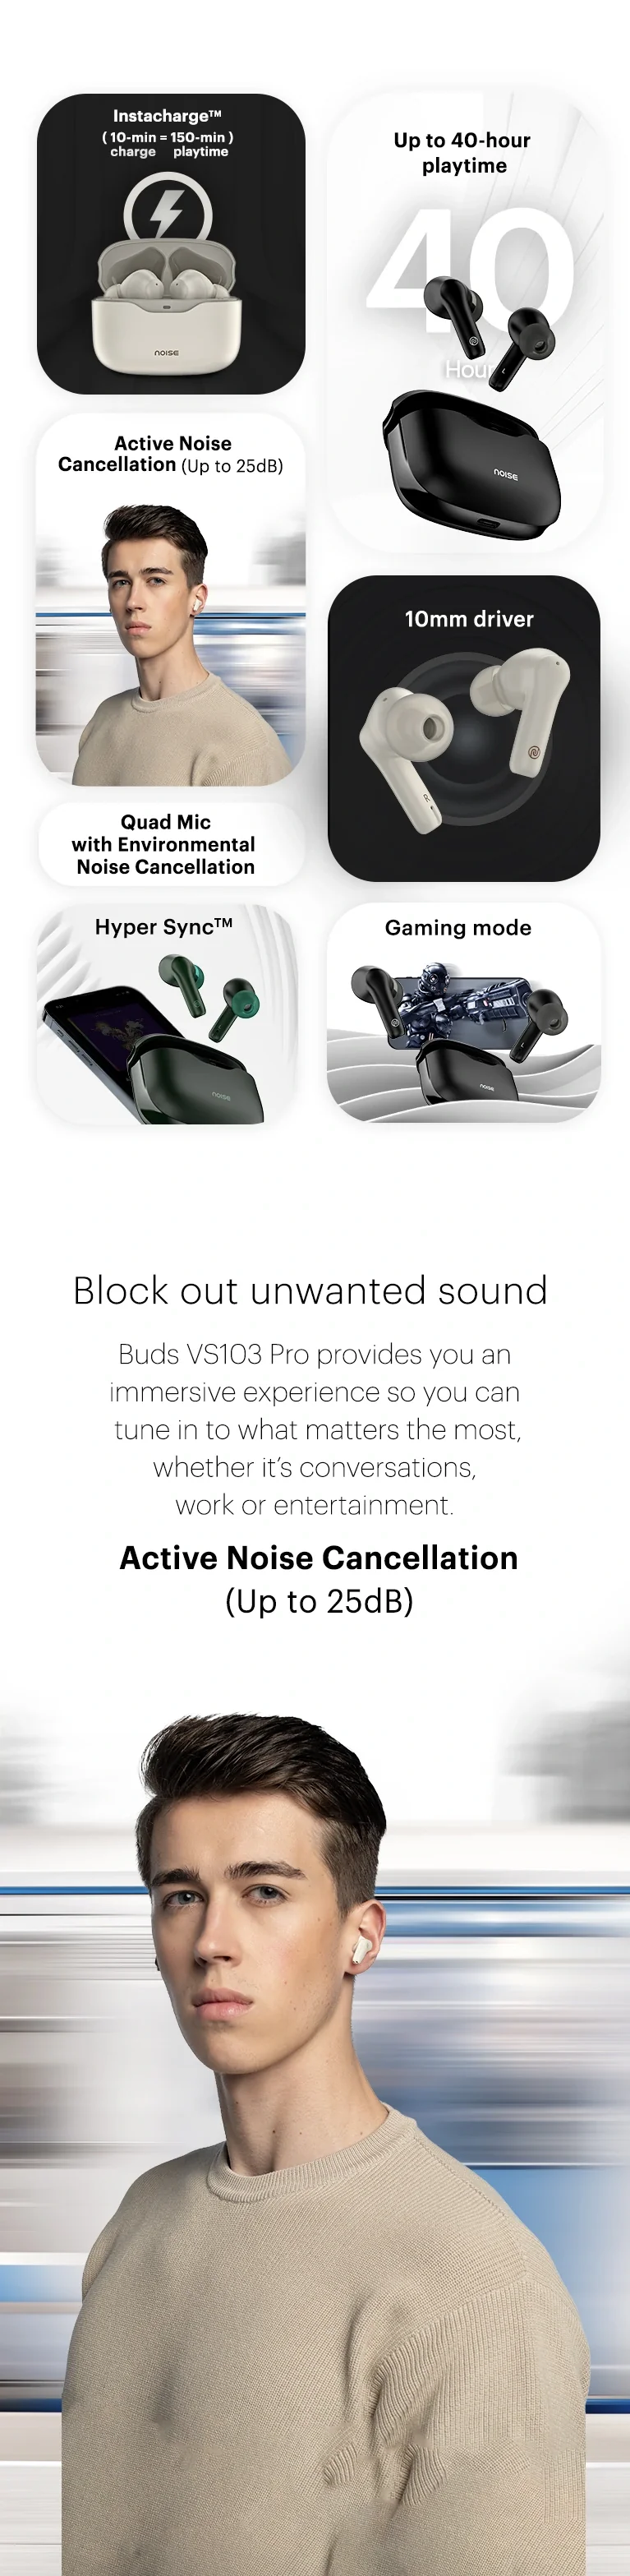 Instacharge™
( 10-min = 150-min )
charge playtime
NOISE
Up to 40-hour
playtime
40
Hour
NOISE
Active Noise
Cancellation (Up to 25dB)
10mm driver
Quad Mic
with Environmental
Noise Cancellation
Hyper Sync™
NOISE
Gaming mode
NOISE
Block out unwanted sound
Buds VS103 Pro provides you an
immersive experience so you can
tune in to what matters the most,
whether it's conversations,
work or entertainment.
Active Noise Cancellation
(Up to 25dB)